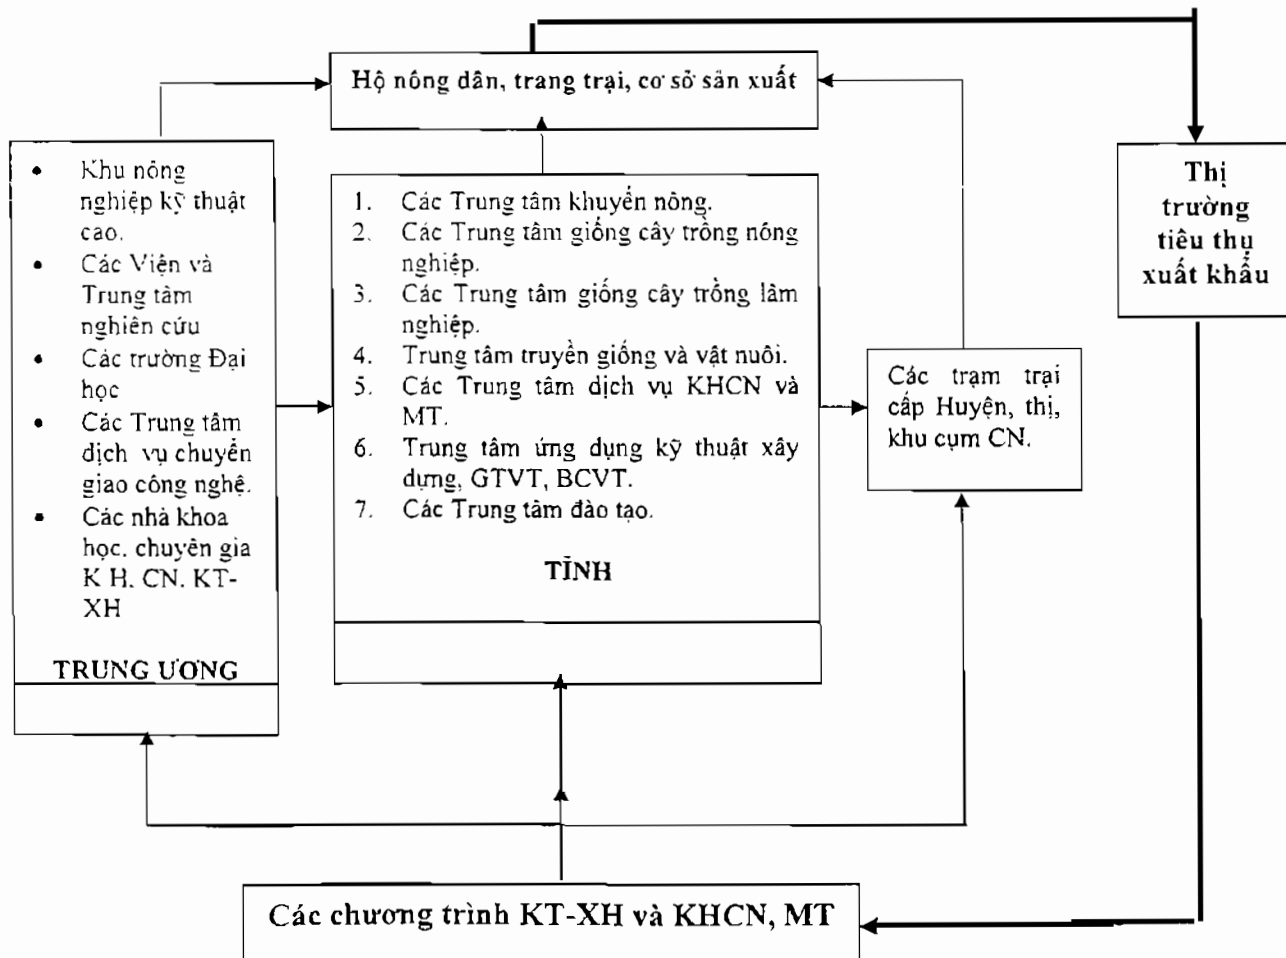 Hộ nông dân, trang trại, cơ sở sản xuất
• Khu nông
nghiệp kỹ thuật
cao.
• Các Viện và
Trung tâm
nghiên cứu
• Các trường Đại
học
• Các Trung tâm
dịch vụ chuyển
giao công nghệ.
• Các nhà khoa
học. chuyên gia
K H. CN. KT-
XH
TRUNG ƯƠNG
1. Các Trung tâm khuyến nông.
2. Các Trung tâm giống cây trồng nông
nghiệp.
3. Các Trung tâm giống cây trồng lâm
nghiệp.
4. Trung tâm truyền giống và vật nuôi.
5. Các Trung tâm dịch vụ KHCN và
MT.
6. Trung tâm ứng dụng kỹ thuật xây
dựng, GTVT, BCVT.
7. Các Trung tâm đào tạo.
TỈNH
Các trạm trại
cấp Huyện, thị,
khu cụm CN.
Thị
trường
tiêu thụ
xuất khẩu
Các chương trình KT-XH và KHCN, MT